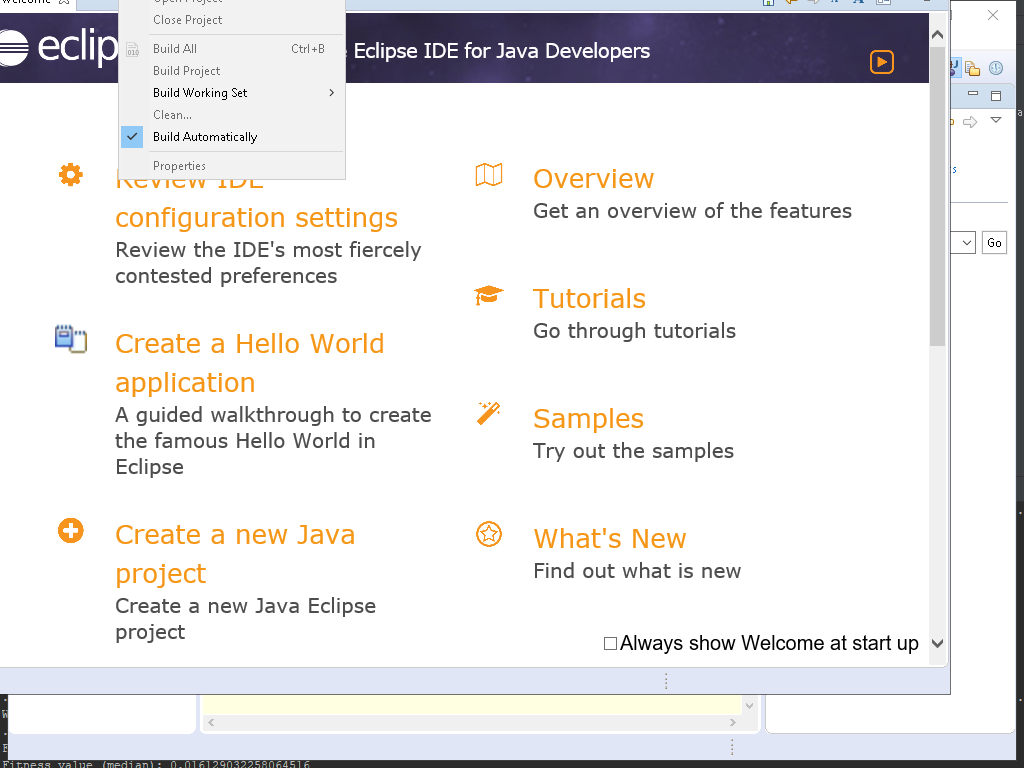 Welcome
Open Project
Close Project
Build All Ctrl+B
Build Project
Build Working Set
Clean...
Build Automatically
Properties
eclip
e Eclipse IDE for Java Developers
Review IDE
configuration settings
Review the IDE's most fiercely
contested preferences
Create a Hello World
application
A guided walkthrough to create
the famous Hello World in
Eclipse
Create a new Java
project
Create a new Java Eclipse
project
Overview
Get an overview of the features
Tutorials
Go through tutorials
Samples
Try out the samples
What's New
Find out what is new
Always show Welcome at start up
Go
Fitness value (median): 0.016129032258064516